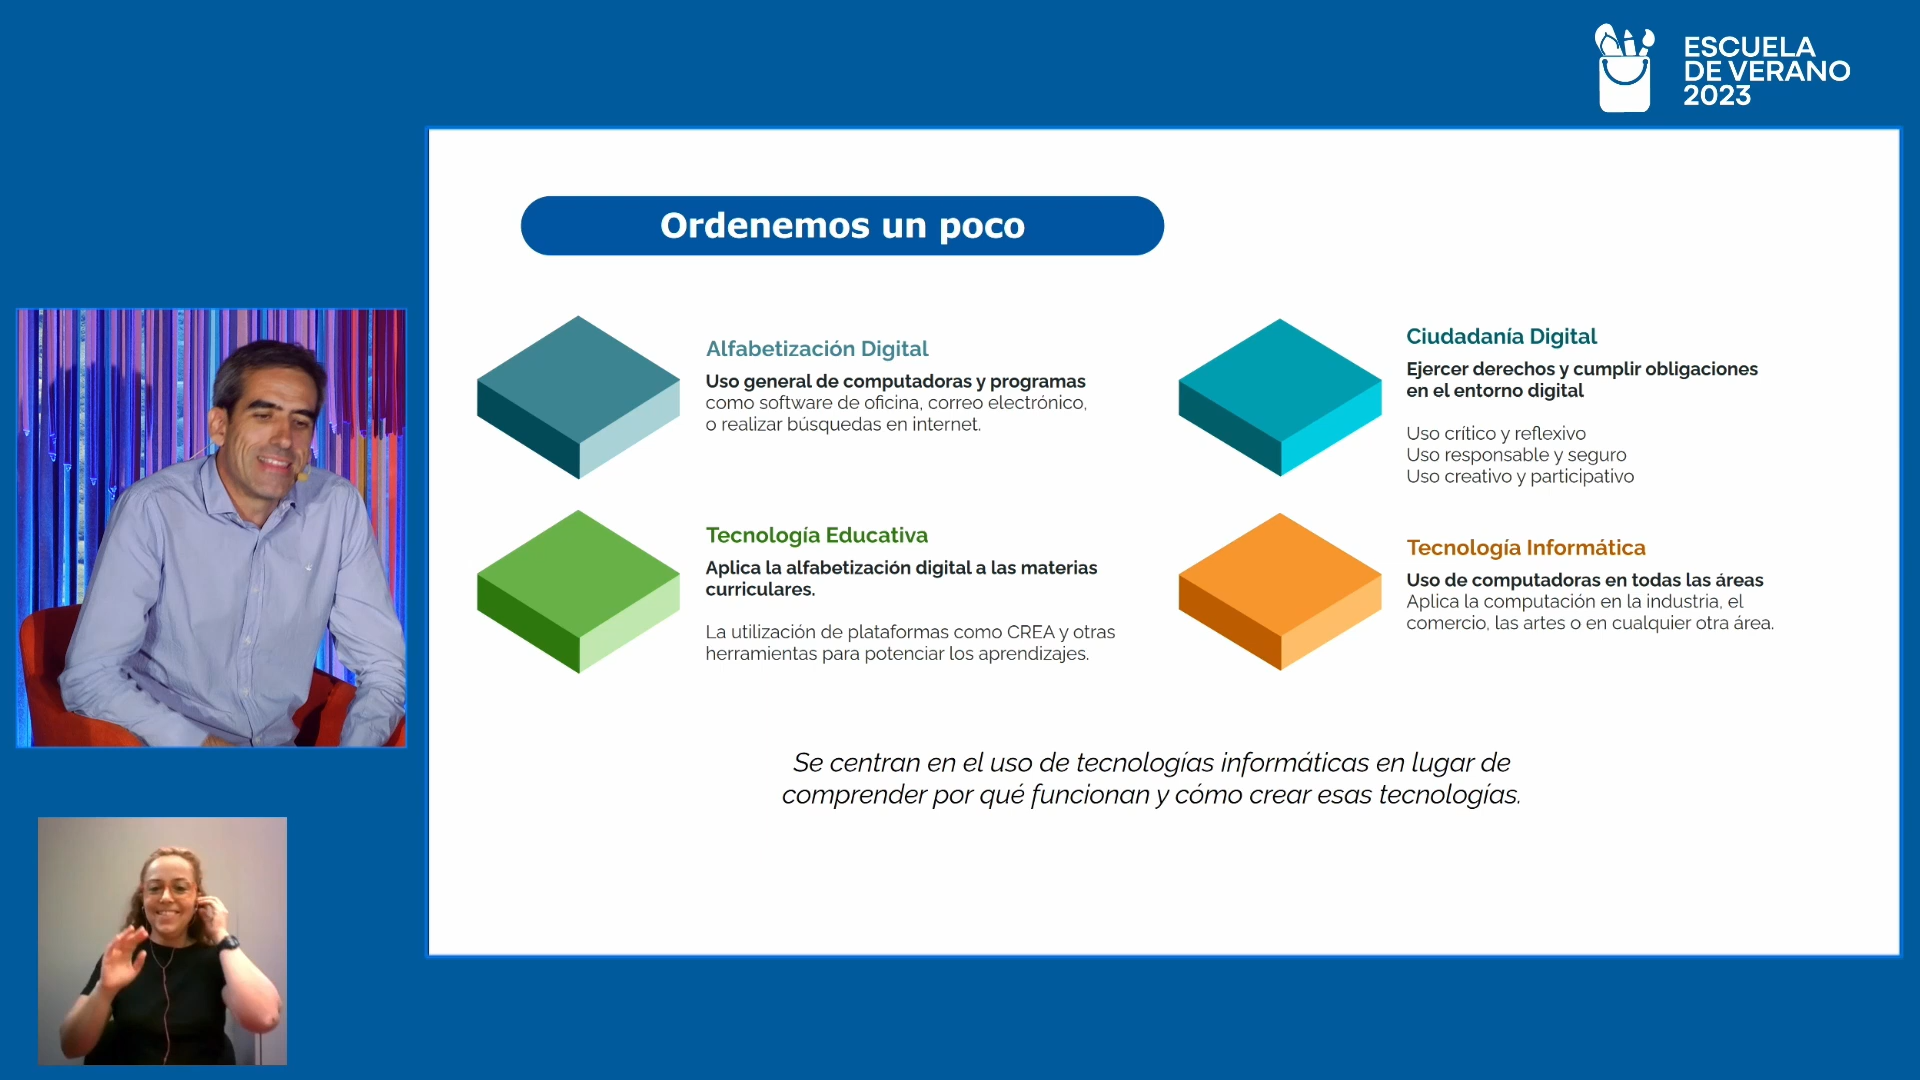 ESCUELA
DE VERANO
2023
Ordenemos un poco
Alfabetización Digital
Uso general de computadoras y programas
como software de oficina, correo electrónico,
o realizar búsquedas en internet.
Ciudadanía Digital
Ejercer derechos y cumplir obligaciones
en el entorno digital
Uso crítico y reflexivo
Uso responsable y seguro
Uso creativo y participativo
Tecnología Educativa
Aplica la alfabetización digital a las materias
curriculares.
La utilización de plataformas como CREA y otras
herramientas para potenciar los aprendizajes.
Tecnología Informática
Uso de computadoras en todas las áreas
Aplica la computación en la industria, el
comercio, las artes o en cualquier otra área.
Se centran en el uso de tecnologías informáticas en lugar de
comprender por qué funcionan y cómo crear esas tecnologías.